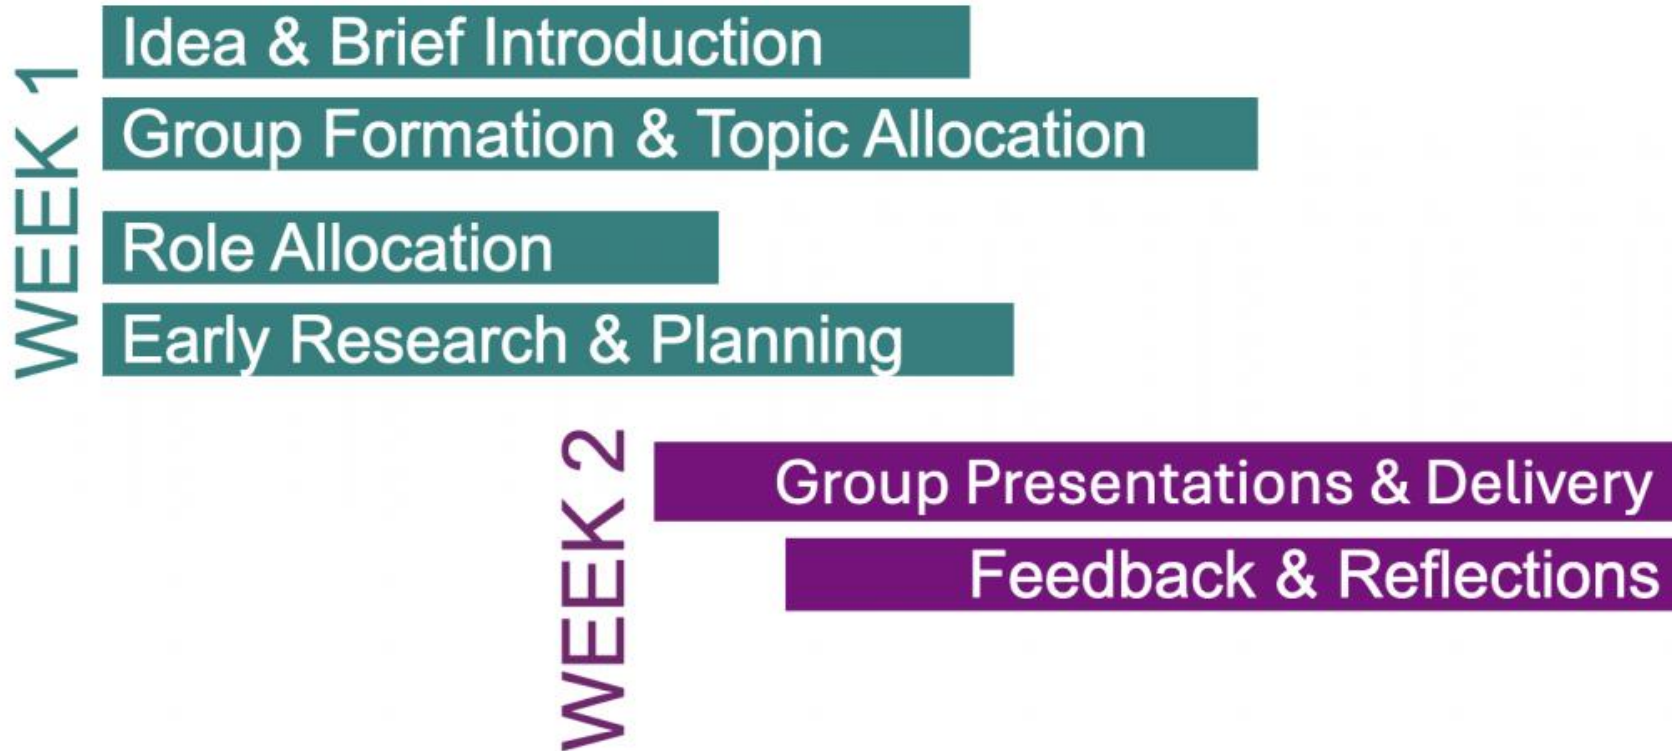 WEEK 1
Idea & Brief Introduction
Group Formation & Topic Allocation
Role Allocation
Early Research & Planning
WEEK 2
Group Presentations & Delivery
Feedback & Reflections